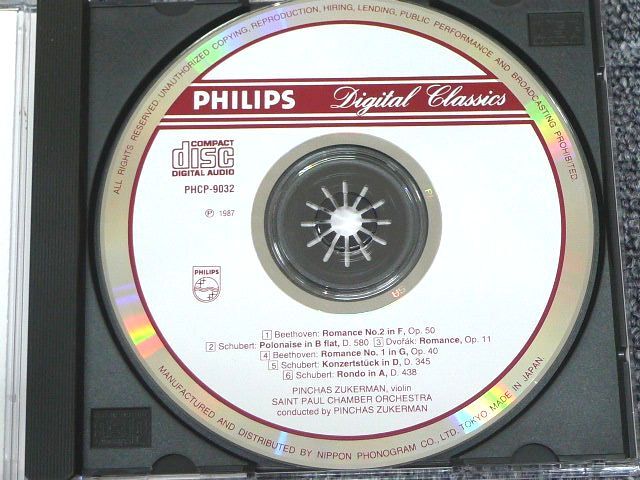 ALL RIGHTS RESERVED. UNAUTHORIZED COPYING, REPRODUCTION, HIRING, LENDING, PUBLIC PERFORMANCE AND BROADCASTING PROHIBITED.
PHILIPS Digital Classics
COMPACT
disc
DIGITAL AUDIO
PHCP-9032
Ⓟ 1987
PHILIPS
1 Beethoven: Romance No.2 in F, Op. 50
2 Schubert: Polonaise in B flat, D. 580 3 Dvořák: Romance, Op. 11
4 Beethoven: Romance No. 1 in G, Op. 40
5 Schubert: Konzertstück in D, D. 345
6 Schubert: Rondo in A, D. 438
PINCHAS ZUKERMAN, violin
SAINT PAUL CHAMBER ORCHESTRA
conducted by PINCHAS ZUKERMAN
MANUFACTURED AND DISTRIBUTED BY NIPPON PHONOGRAM CO., LTD. TOKYO. MADE IN JAPAN.